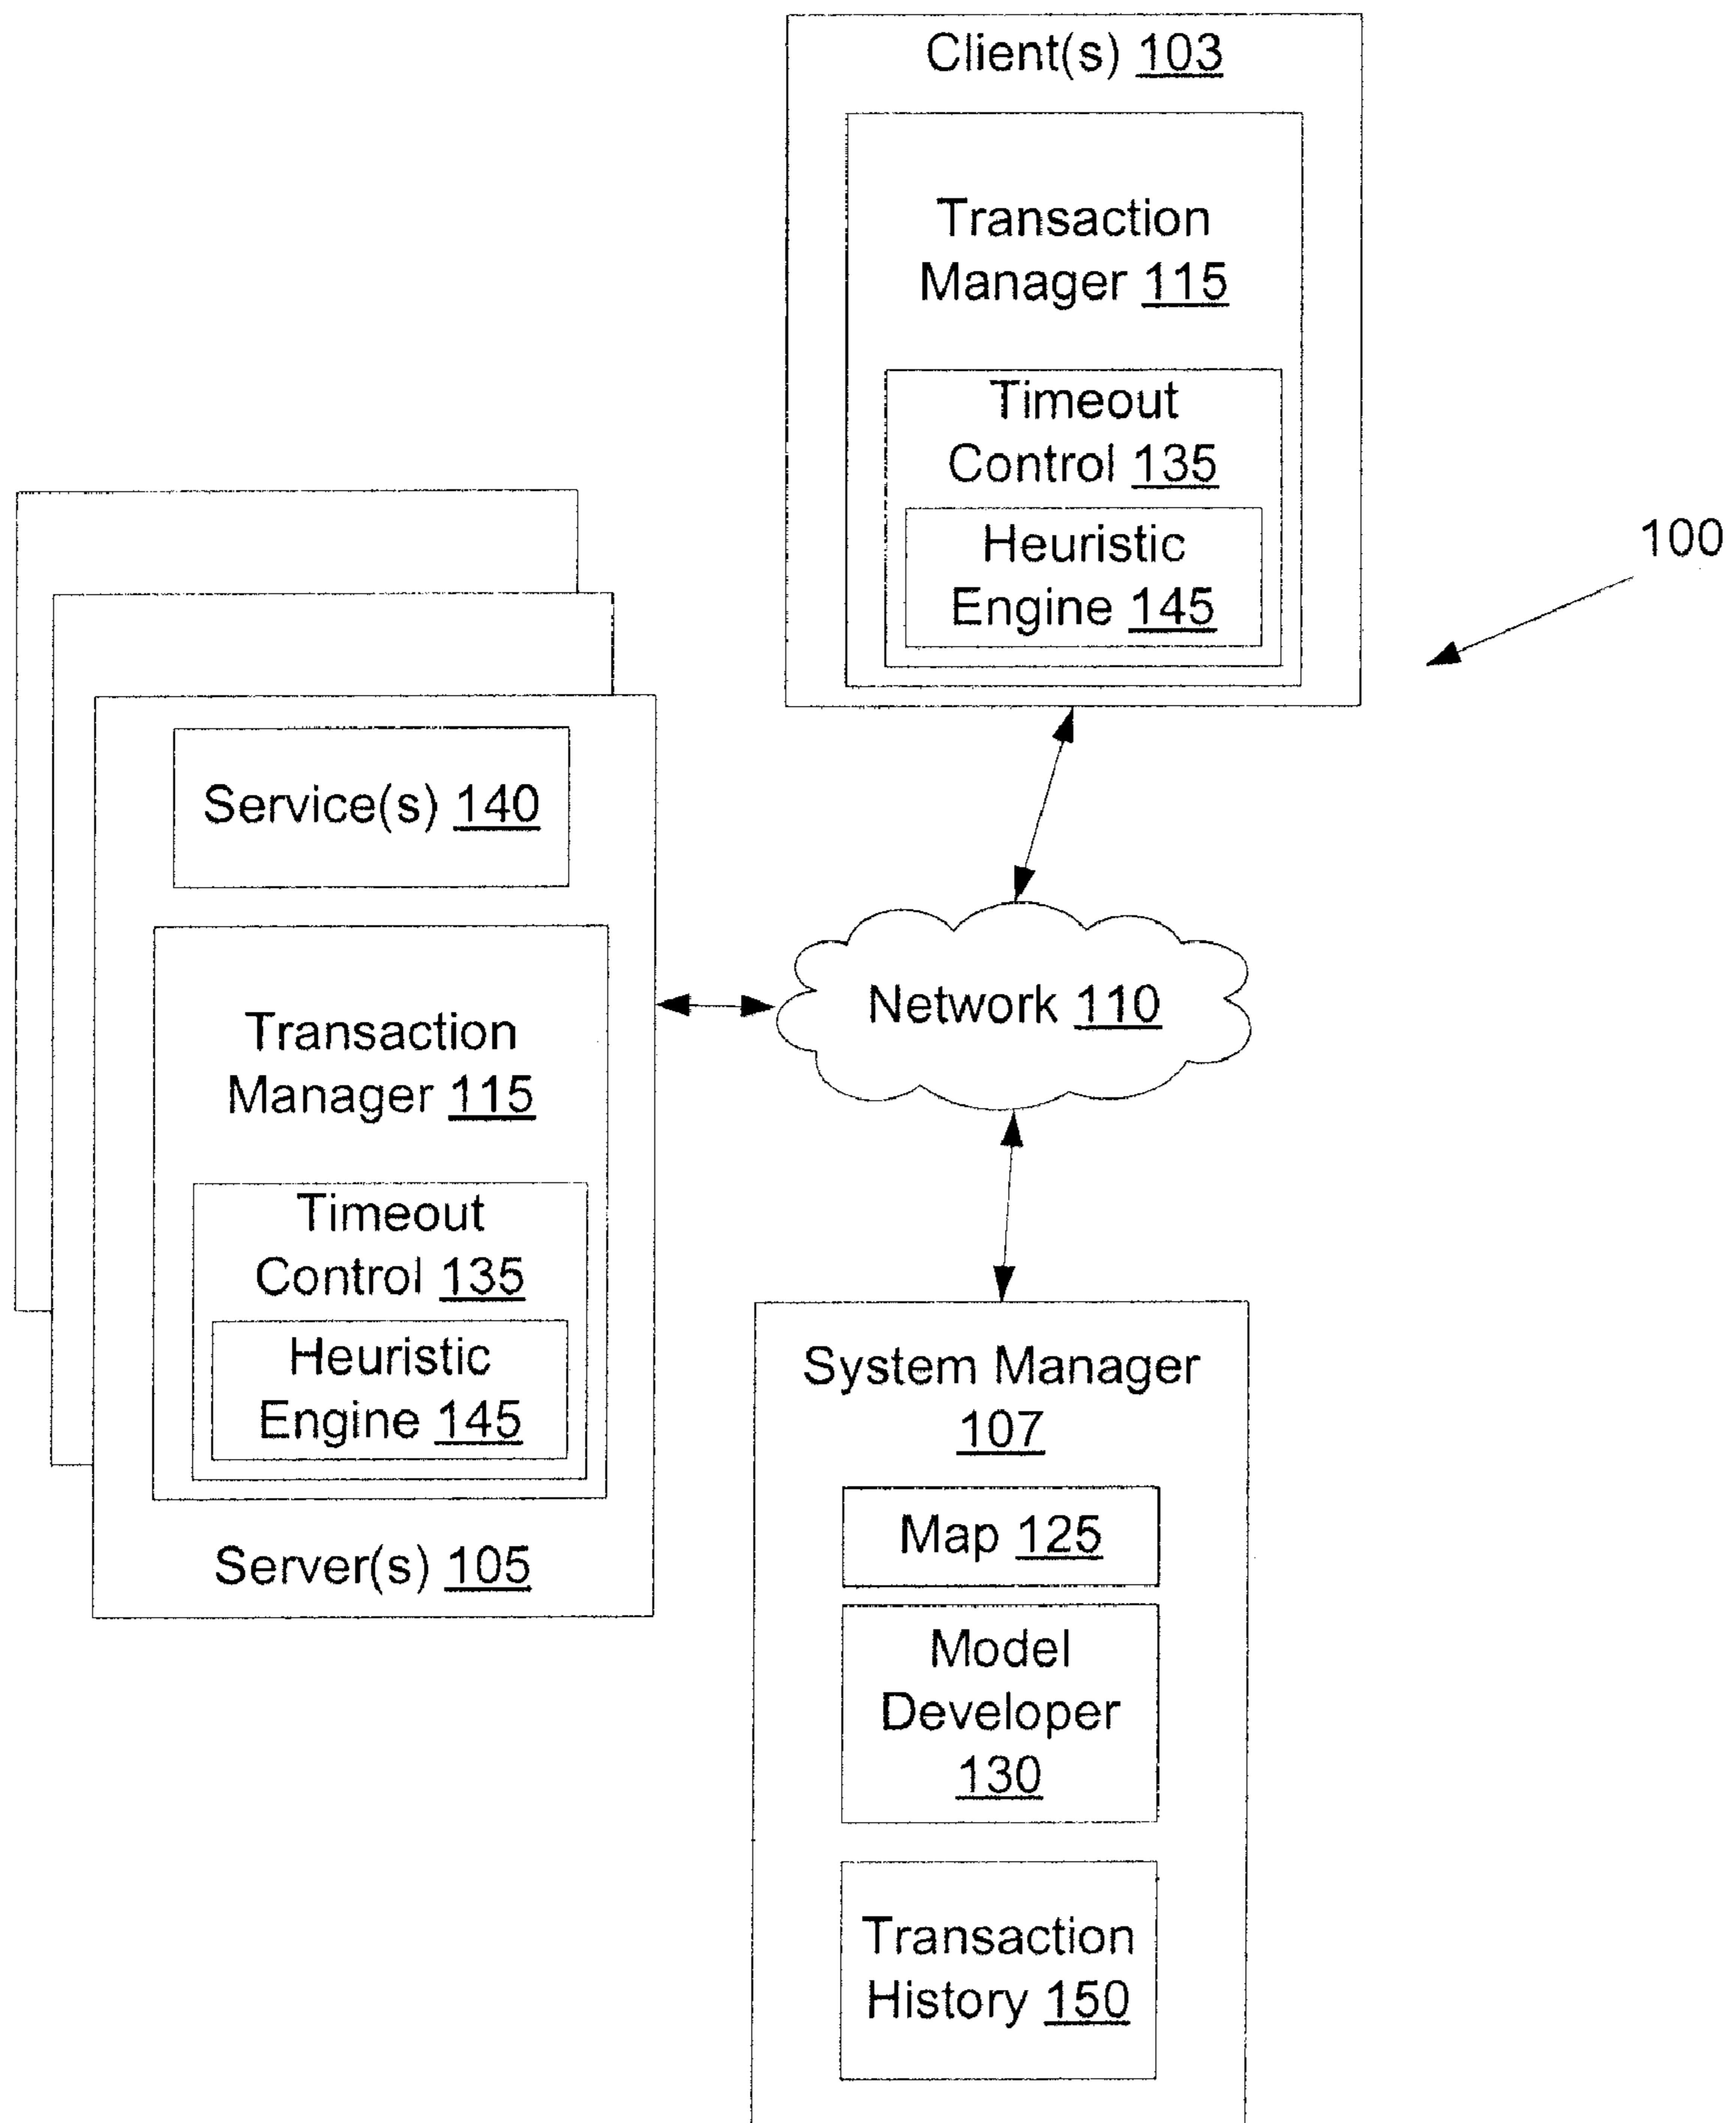 Client(s) 103
Transaction
Manager 115
Timeout
Control 135
Heuristic
Engine 145
100
Service(s) 140
Transaction
Manager 115
Timeout
Control 135
Heuristic
Engine 145
Server(s) 105
Network 110
System Manager
107
Map 125
Model
Developer
130
Transaction
History 150